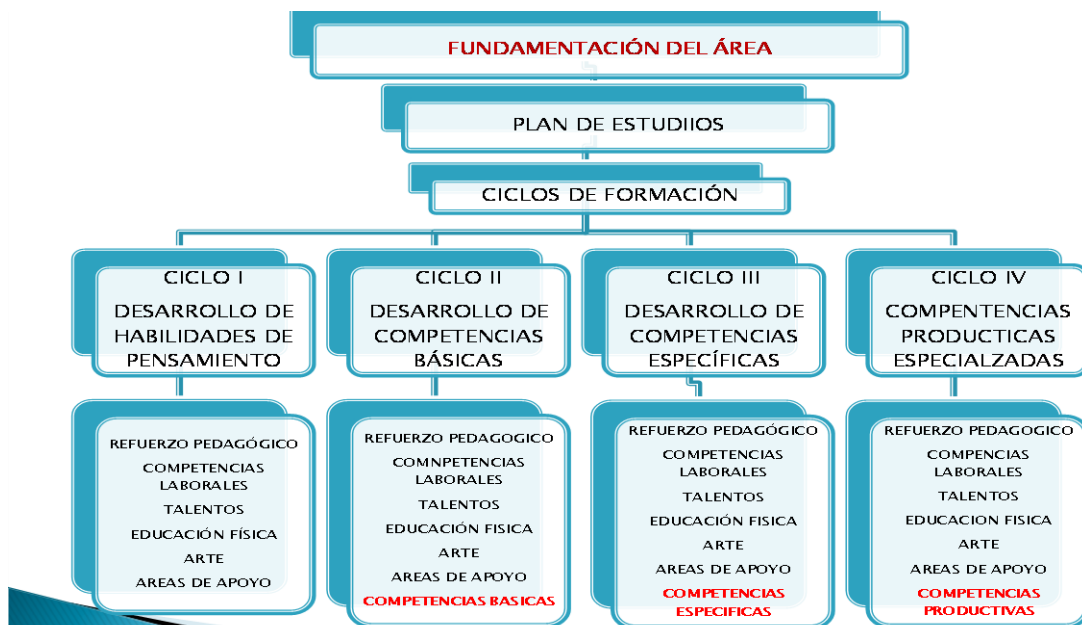 FUNDAMENTACIÓN DEL ÁREA
PLAN DE ESTUDIIOS
CICLOS DE FORMACIÓN
CICLO I
DESARROLLO DE
HABILIDADES DE
PENSAMIENTO
CICLO II
DESARROLLO DE
COMPETENCIAS
BÁSICAS
CICLO III
DESARROLLO DE
COMPETENCIAS
ESPECÍFICAS
CICLO IV
COMPENTENCIAS
PRODUCTICAS
ESPECIALZADAS
REFUERZO PEDAGÓGICO
COMPETENCIAS
LABORALES
TALENTOS
EDUCACIÓN FÍSICA
ARTE
AREAS DE APOYO
REFUERZO PEDAGOGICO
COMNPETENCIAS
LABORALES
TALENTOS
EDUCACIÓN FISICA
ARTE
AREAS DE APOYO
COMPETENCIAS BASICAS
REFUERZO PEDAGÓGICO
COMPETENCIAS
LABORALES
TALENTOS
EDUCACIÓN FISICA
ARTE
AREAS DE APOYO
COMPETENCIAS
ESPECIFICAS
REFUERZO PEDAGOGICO
COMPENCIAS
LABORALES
TALENTOS
EDUCACION FISICA
ARTE
AREAS DE APOYO
COMPETENCIAS
PRODUCTIVAS